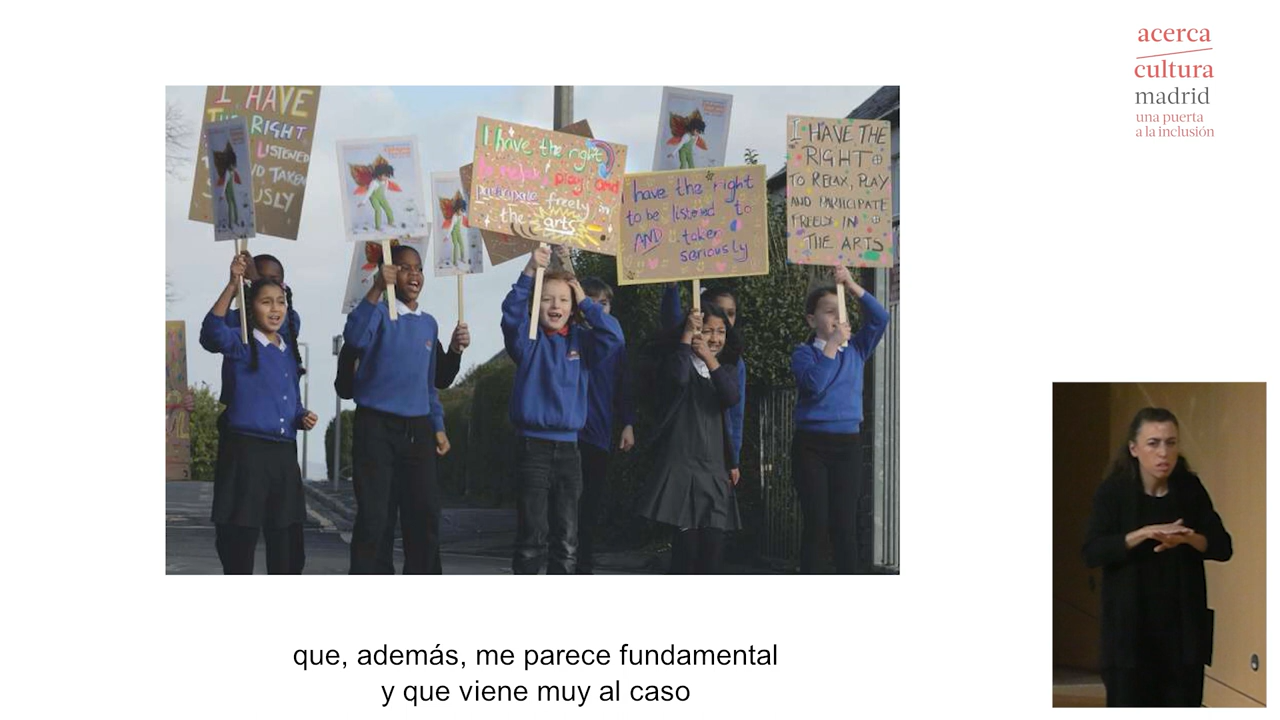 acerca
cultura
madrid
una puerta
a la inclusión
I HAVE
THE RIGHT
LISTENED
TAKEN
I have the right
to relax, play and
participate freely in
the arts
have the right
to be listened to
AND taken
seriously
I HAVE THE
RIGHT
TO RELAX, PLAY
AND PARTICIPATE
FREELY IN
THE ARTS
que, además, me parece fundamental
y que viene muy al caso